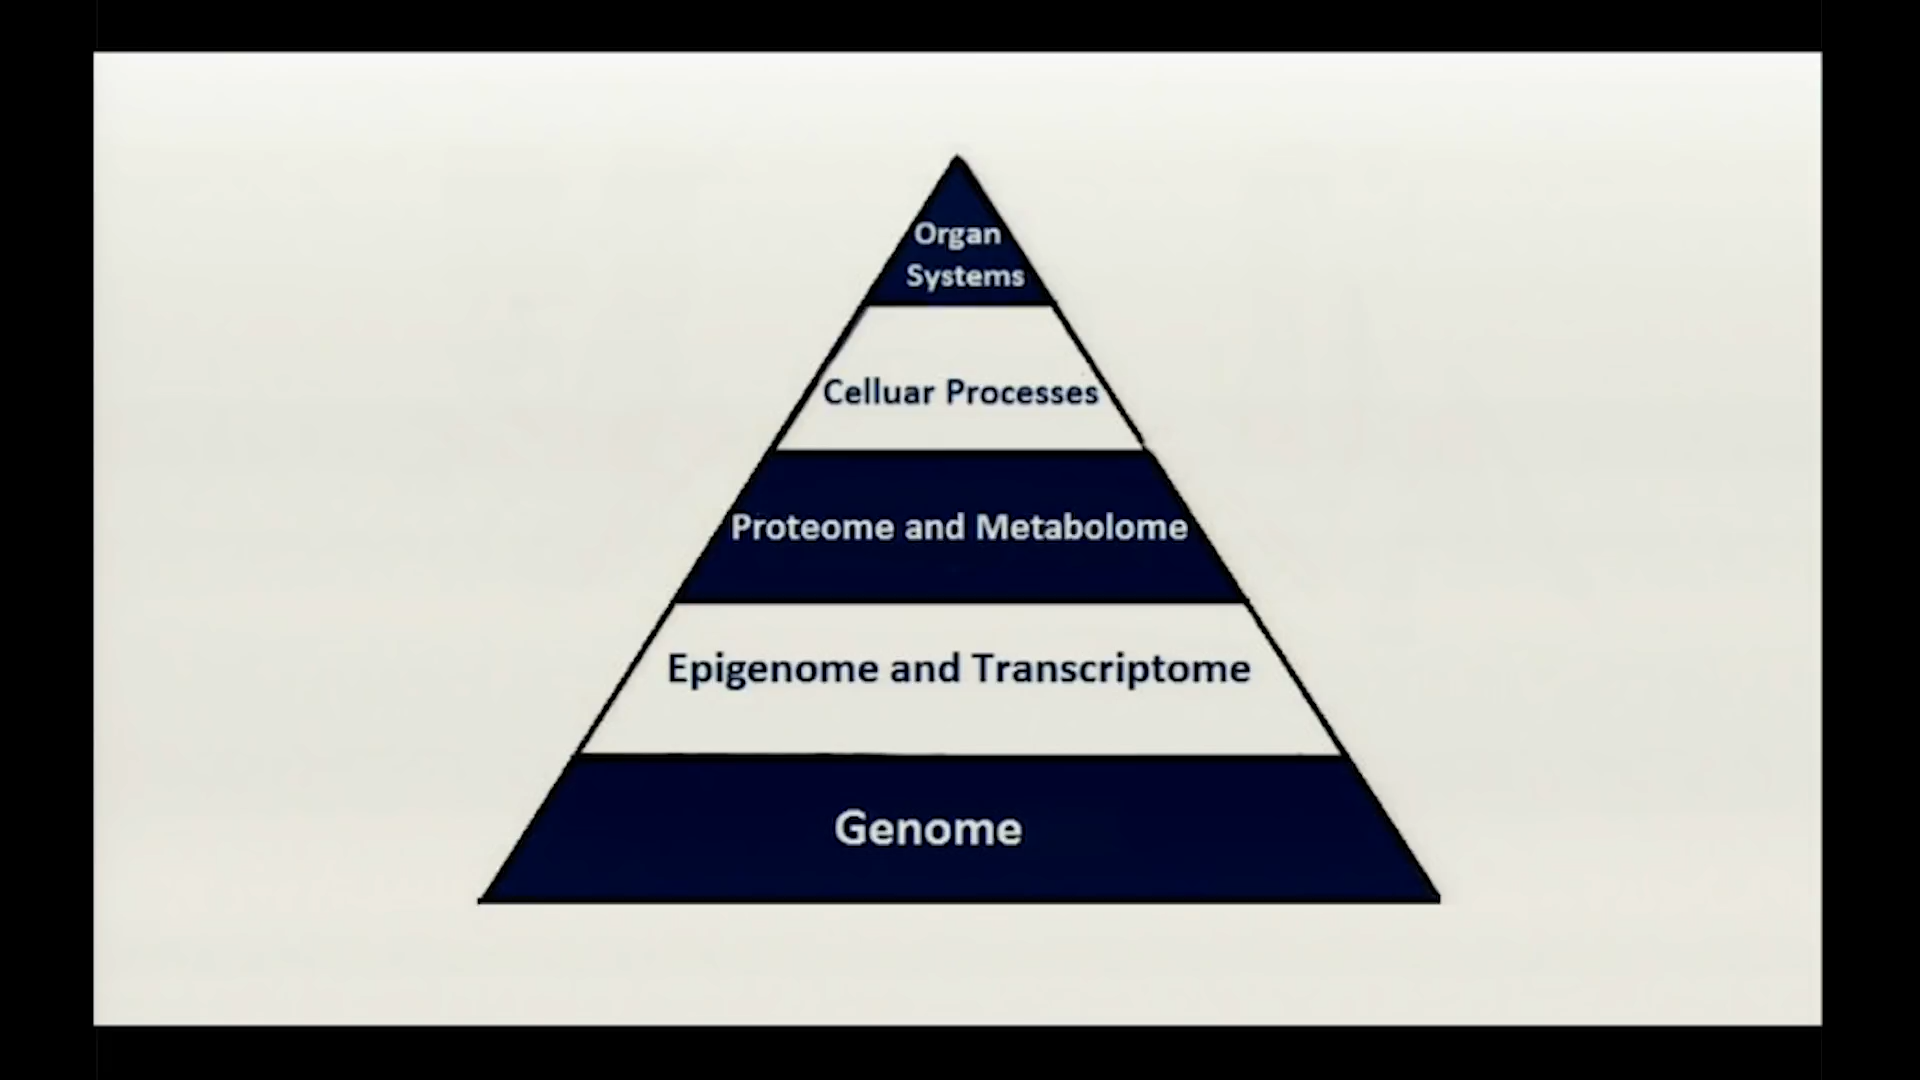 Organ
Systems
Celluar Processes
Proteome and Metabolome
Epigenome and Transcriptome
Genome